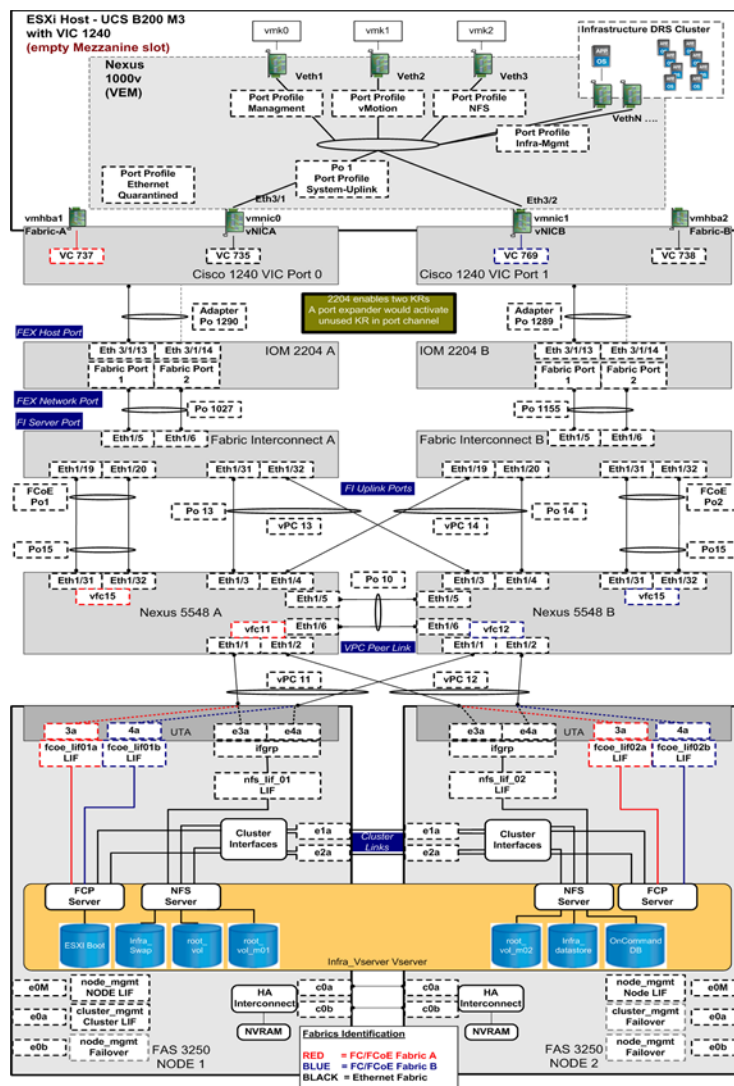 ESXi Host - UCS B200 M3
with VIC 1240
(empty Mezzanine slot)
vmk0
vmk1
vmk2
Infrastructure DRS Cluster
APP
OS
Nexus
1000v
(VEM)
Veth1
Veth2
Veth3
Port Profile
Managment
Port Profile
vMotion
Port Profile
NFS
VethN ....
Port Profile
Infra-Mgmt
Po 1
Port Profile
System-Uplink
Port Profile
Ethernet
Quarantined
Eth3/1
Eth3/2
vmhba1
Fabric-A
vmnic0
vNICA
vmnic1
vNICB
vmhba2
Fabric-B
VC 737
VC 735
VC 769
VC 738
Cisco 1240 VIC Port 0
Cisco 1240 VIC Port 1
2204 enables two KRs
A port expander would activate
unused KR in port channel
Adapter
Po 1290
Adapter
Po 1289
FEX Host Port
Eth 3/1/13
Eth 3/1/14
IOM 2204 A
IOM 2204 B
Eth 3/1/13
Eth 3/1/14
Fabric Port
1
Fabric Port
2
Fabric Port
1
Fabric Port
2
FEX Network Port
Po 1027
Po 1155
FI Server Port
Eth1/5
Eth1/6
Eth1/5
Eth1/6
Fabric Interconnect A
Fabric Interconnect B
Eth1/19
Eth1/20
Eth1/31
Eth1/32
Eth1/19
Eth1/20
Eth1/31
Eth1/32
FI Uplink Ports
FCoE
Po1
Po 13
vPC 13
vPC 14
Po 14
FCoE
Po2
Po15
Po15
Eth1/31
Eth1/32
Eth1/3
Eth1/4
Po 10
Eth1/3
Eth1/4
Eth1/31
Eth1/32
vfc15
Eth1/5
Eth1/5
vfc15
Nexus 5548 A
Nexus 5548 B
vfc11
Eth1/6
Eth1/6
vfc12
Eth1/1
Eth1/2
VPC Peer Link
Eth1/1
Eth1/2
vPC 11
vPC 12
3a
4a
UTA
e3a
e4a
e3a
e4a
UTA
3a
4a
fcoe_lif01a
LIF
fcoe_lif01b
LIF
ifgrp
ifgrp
fcoe_lif02a
LIF
fcoe_lif02b
LIF
nfs_lif_01
LIF
nfs_lif_02
LIF
Cluster
Interfaces
e1a
e2a
Cluster
Links
e1a
e2a
Cluster
Interfaces
FCP
Server
NFS
Server
NFS
Server
FCP
Server
ESXI Boot
Infra_
Swap
root_
vol
root_
vol_m01
root_
vol_m02
Infra_
datastore
OnCommand
DB
Infra_Vserver Vserver
e0M
node_mgmt
NODE LIF
HA
Interconnect
c0a
c0b
c0a
c0b
HA
Interconnect
node_mgmt
Node LIF
e0M
e0a
cluster_mgmt
Cluster LIF
NVRAM
NVRAM
cluster_mgmt
Cluster LIF
e0a
e0b
node_mgmt
Failover
FAS 3250
NODE 1
FAS 3250
NODE 2
node_mgmt
Failover
e0b
Fabrics Identification
RED = FC/FCoE Fabric A
BLUE = FC/FCoE Fabric B
BLACK = Ethernet Fabric